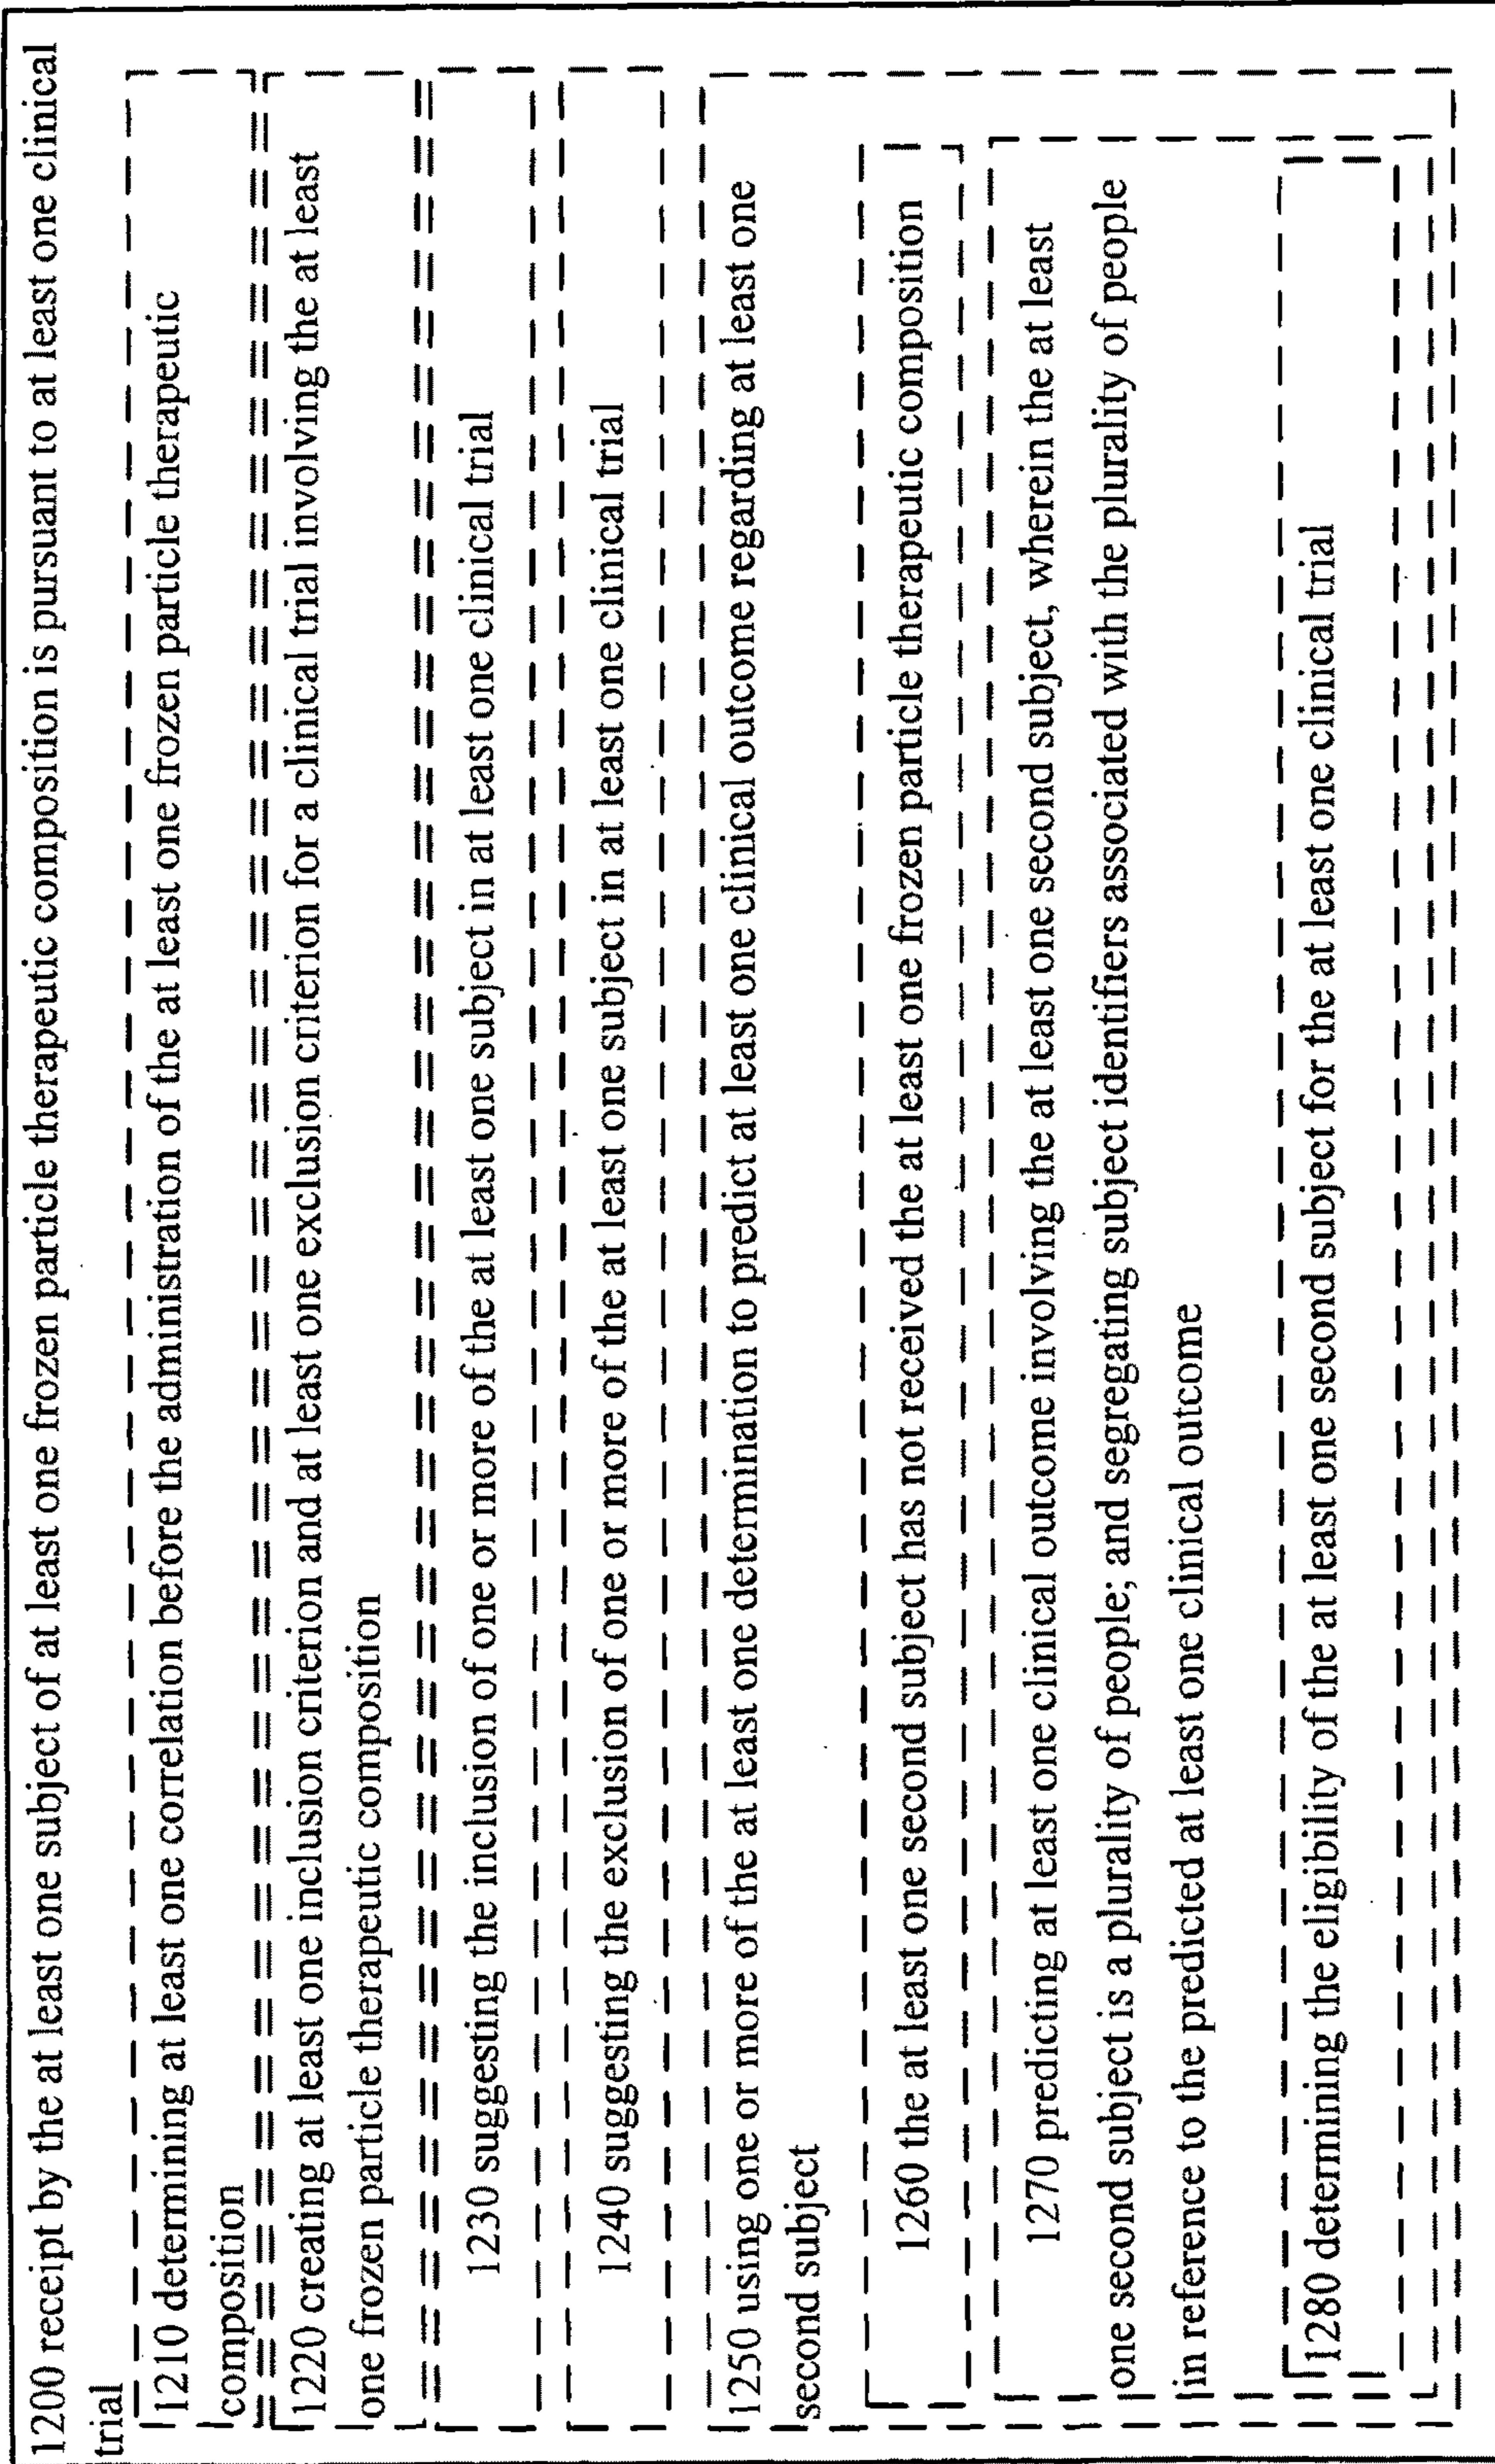 1200 receipt by the at least one subject of at least one frozen particle therapeutic composition is pursuant to at least one clinical
trial
1210 determining at least one correlation before the administration of the at least one frozen particle therapeutic
composition
1220 creating at least one inclusion criterion and at least one exclusion criterion for a clinical trial involving the at least
one frozen particle therapeutic composition
1230 suggesting the inclusion of one or more of the at least one subject in at least one clinical trial
1240 suggesting the exclusion of one or more of the at least one subject in at least one clinical trial
1250 using one or more of the at least one determination to predict at least one clinical outcome regarding at least one
second subject
1260 the at least one second subject has not received the at least one frozen particle therapeutic composition
1270 predicting at least one clinical outcome involving the at least one second subject, wherein the at least
one second subject is a plurality of people; and segregating subject identifiers associated with the plurality of people
in reference to the predicted at least one clinical outcome
1280 determining the eligibility of the at least one second subject for the at least one clinical trial